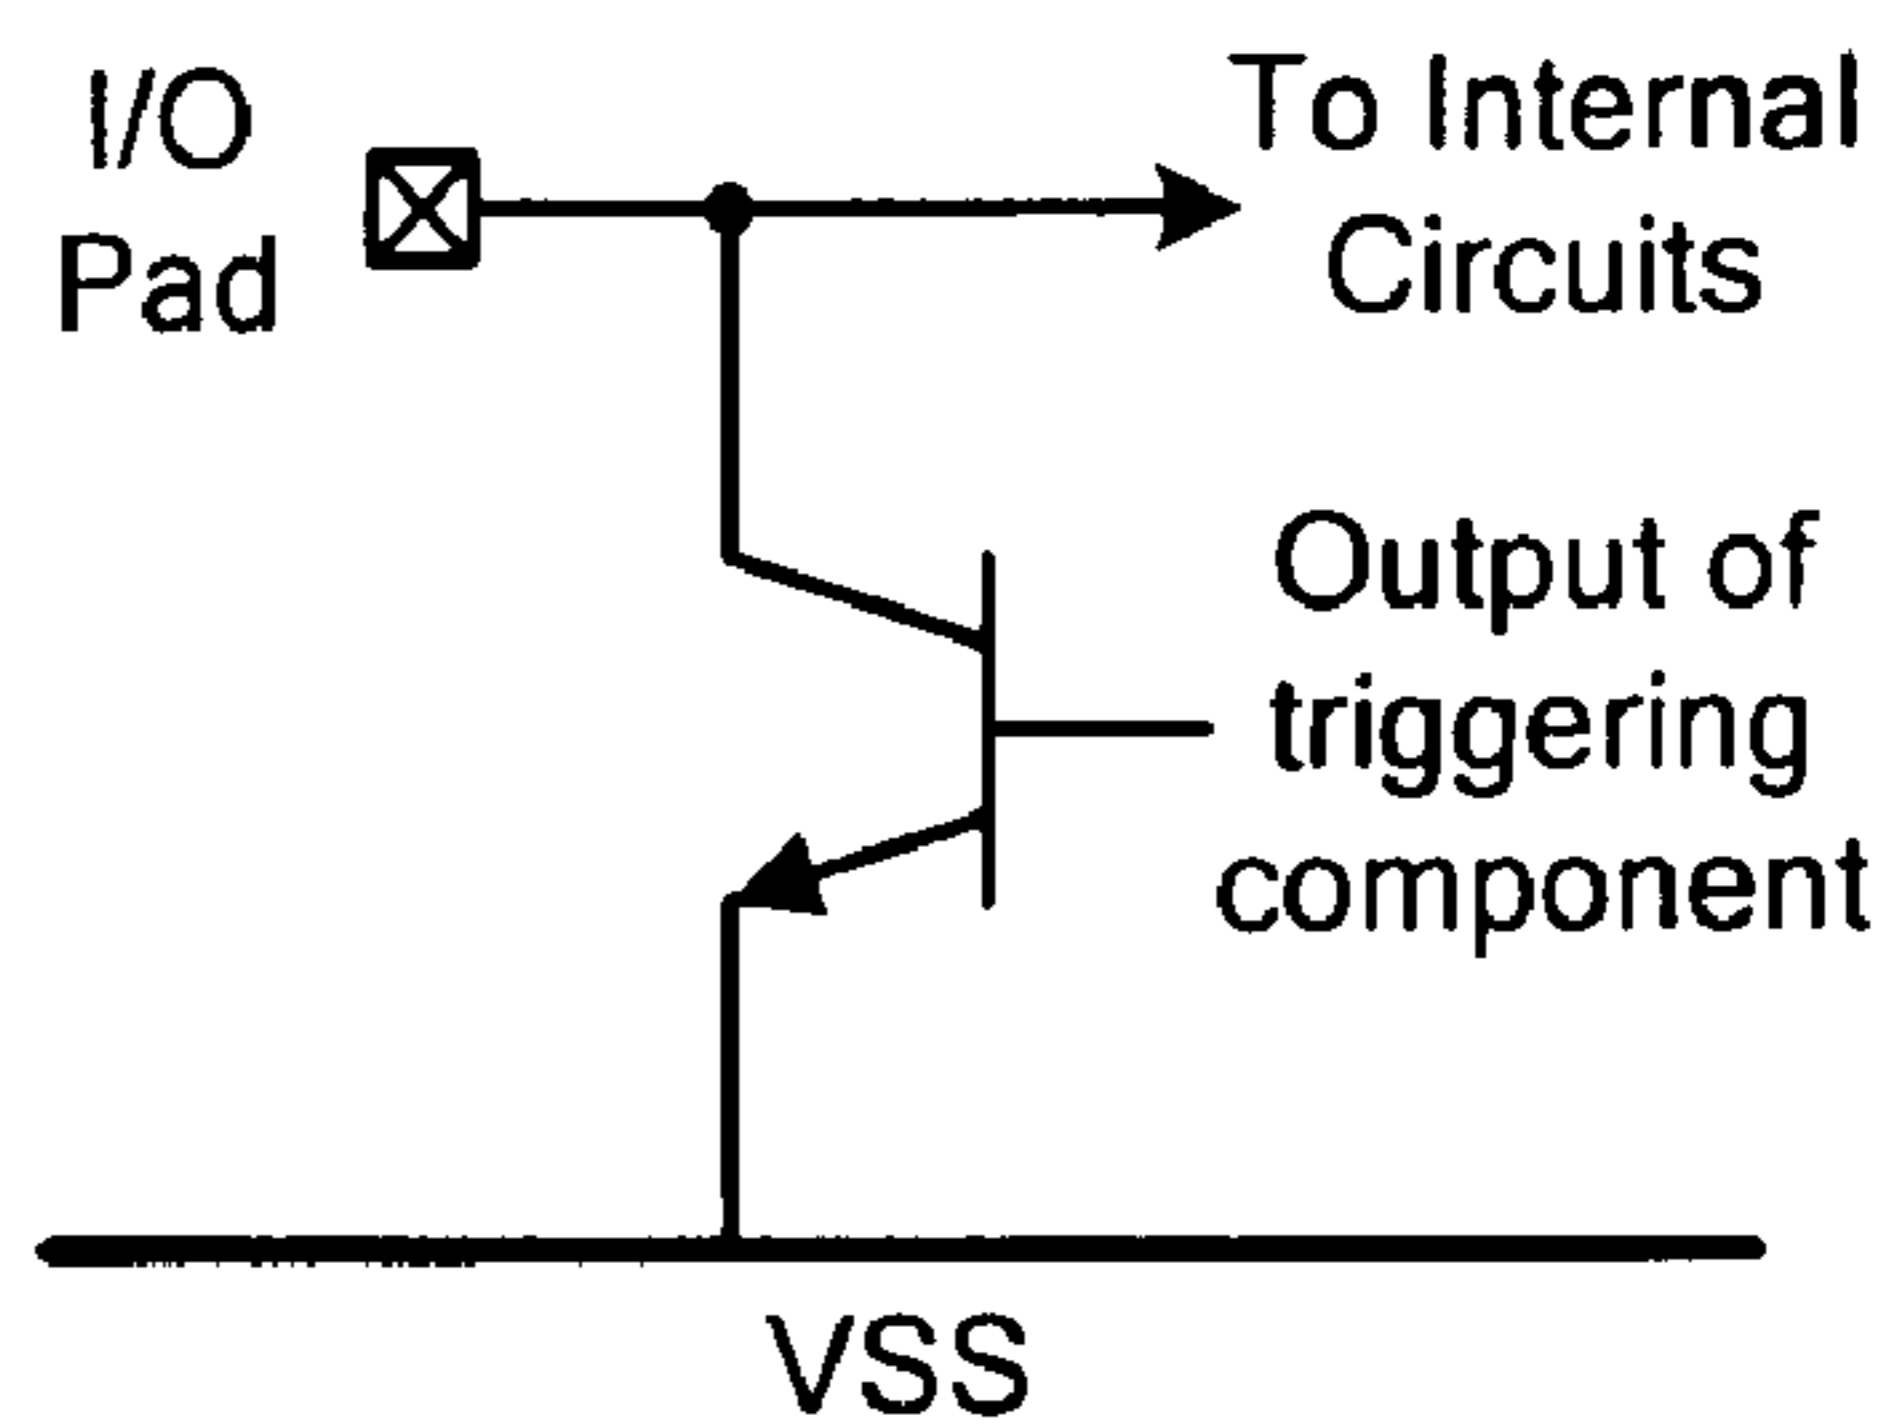 I/O
Pad
To Internal
Circuits
Output of
triggering
component
VSS